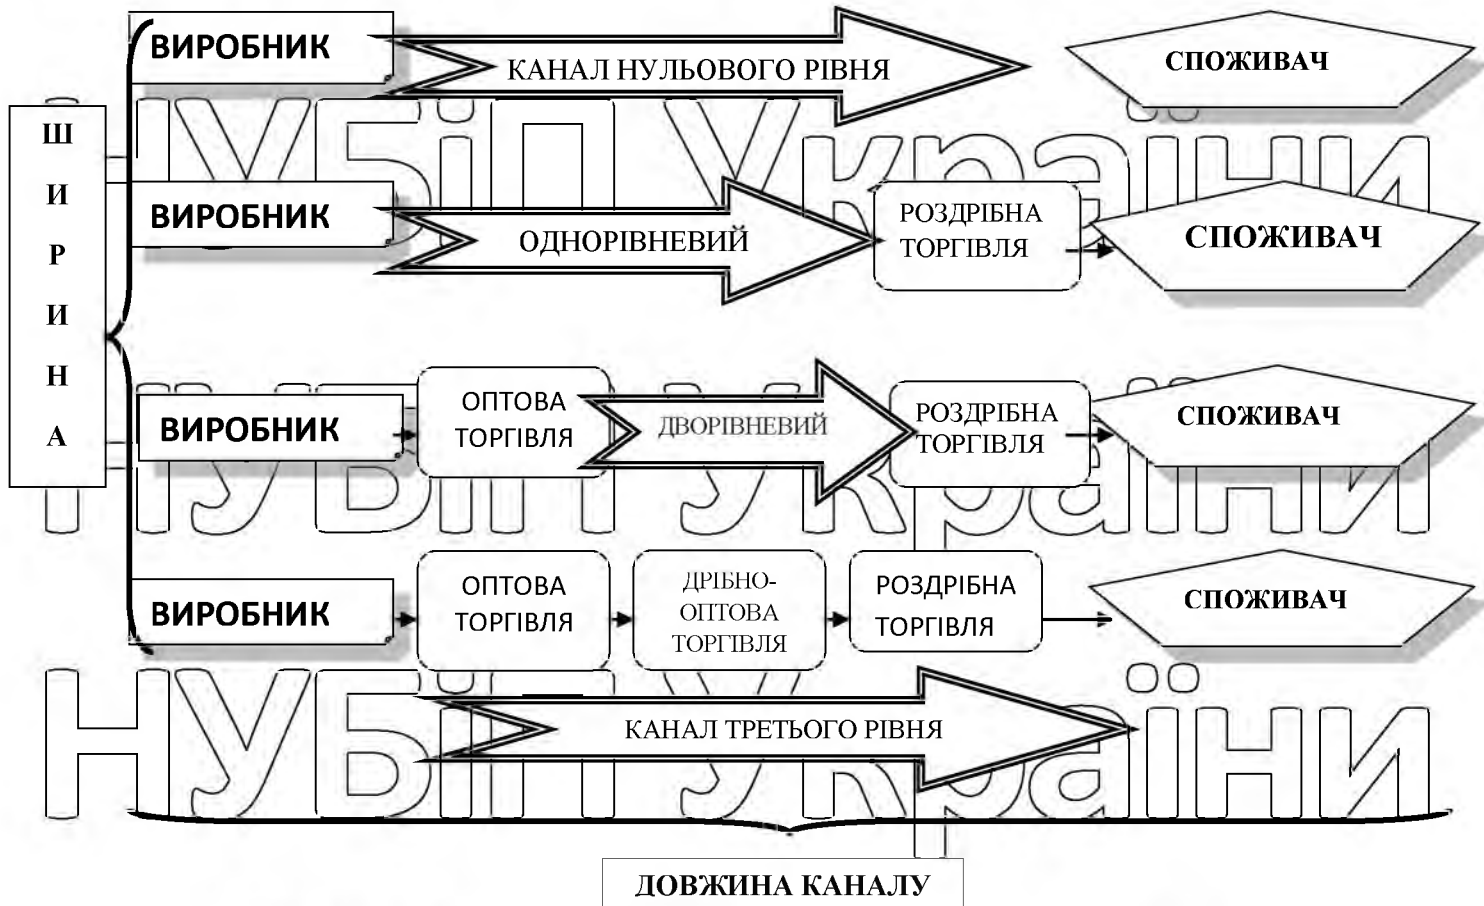 ВИРОБНИК
КАНАЛ НУЛЬОВОГО РІВНЯ
СПОЖИВАЧ
НУБіП України
ШИРИНА
ВИРОБНИК
ОДНОРІВНЕВИЙ
РОЗДРІБНА
ТОРГІВЛЯ
СПОЖИВАЧ
ВИРОБНИК
ОПТОВА
ТОРГІВЛЯ
ДВОРІВНЕВИЙ
РОЗДРІБНА
ТОРГІВЛЯ
СПОЖИВАЧ
НУБіП України
ВИРОБНИК
ОПТОВА
ТОРГІВЛЯ
ДРІБНО-
ОПТОВА
ТОРГІВЛЯ
РОЗДРІБНА
ТОРГІВЛЯ
СПОЖИВАЧ
НУБіП України
КАНАЛ ТРЕТЬОГО РІВНЯ
ДОВЖИНА КАНАЛУ